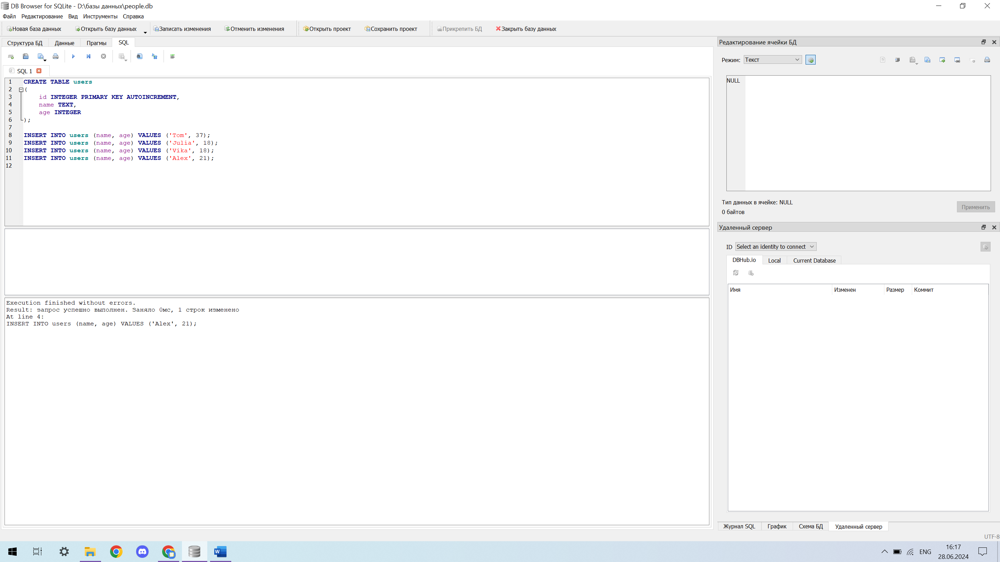 DB Browser for SQLite - D:\базы данных\people.db
Файл Редактирование Вид Инструменты Справка
Новая база данных Открыть базу данных Записать изменения Отменить изменения Открыть проект Сохранить проект Прикрепить БД Закрыть базу данных
Структура БД Данные Прагмы SQL
SQL 1
1 CREATE TABLE users
2 (
3 id INTEGER PRIMARY KEY AUTOINCREMENT,
4 name TEXT,
5 age INTEGER
6 );
7
8 INSERT INTO users (name, age) VALUES ('Tom', 37);
9 INSERT INTO users (name, age) VALUES ('Julia', 18);
10 INSERT INTO users (name, age) VALUES ('Vika', 18);
11 INSERT INTO users (name, age) VALUES ('Alex', 21);
12
Execution finished without errors.
Result: запрос успешно выполнен. Заняло 0мс, 1 строк изменено
At line 4:
INSERT INTO users (name, age) VALUES ('Alex', 21);
Редактирование ячейки БД
Режим: Текст
NULL
Тип данных в ячейке: NULL
0 байтов
Применить
Удаленный сервер
ID Select an identity to connect
DBHub.io Local Current Database
Имя Изменен Размер Коммит
Журнал SQL График Схема БД Удаленный сервер
UTF-8
ENG
16:17
28.06.2024